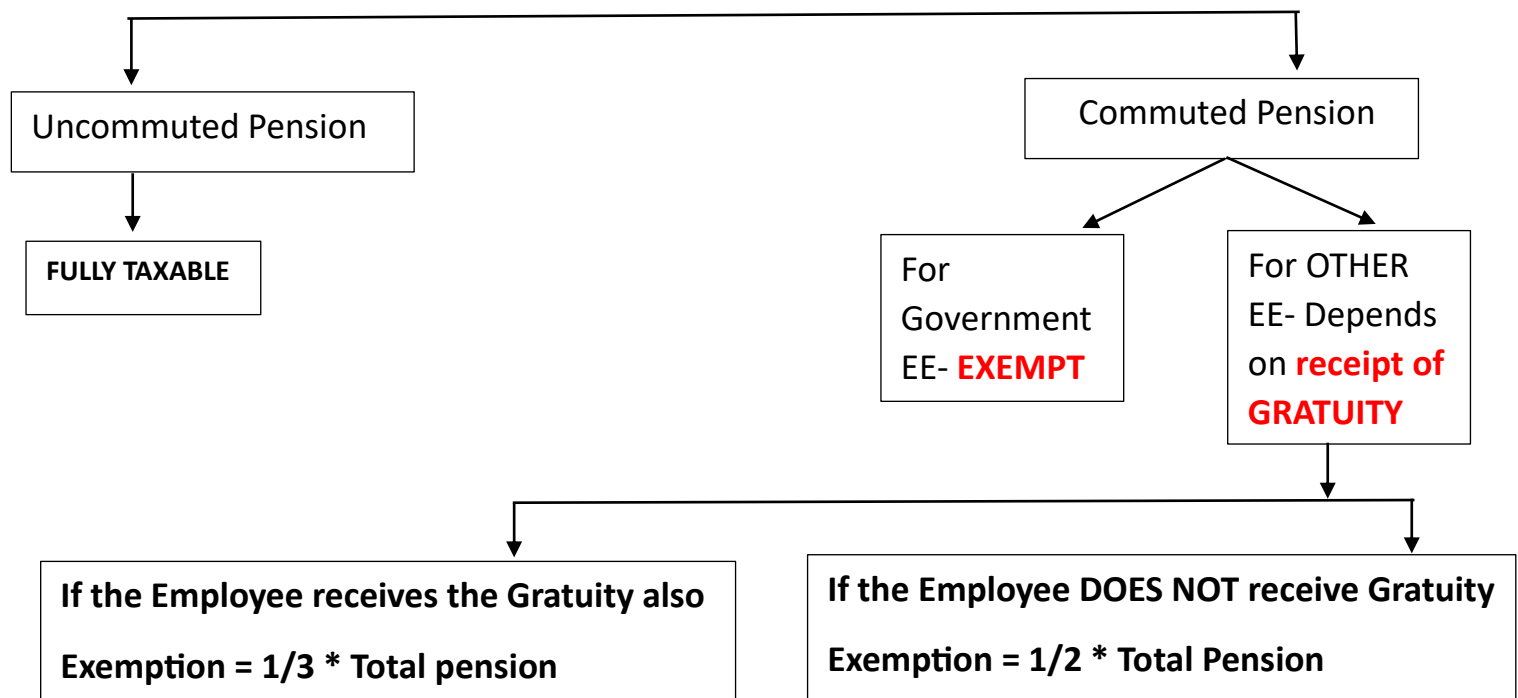 Uncommuted Pension
Commuted Pension
FULLY TAXABLE
For
Government
EE- EXEMPT
For OTHER
EE- Depends
on receipt of
GRATUITY
If the Employee receives the Gratuity also
Exemption = 1/3 * Total pension
If the Employee DOES NOT receive Gratuity
Exemption = 1/2 * Total Pension